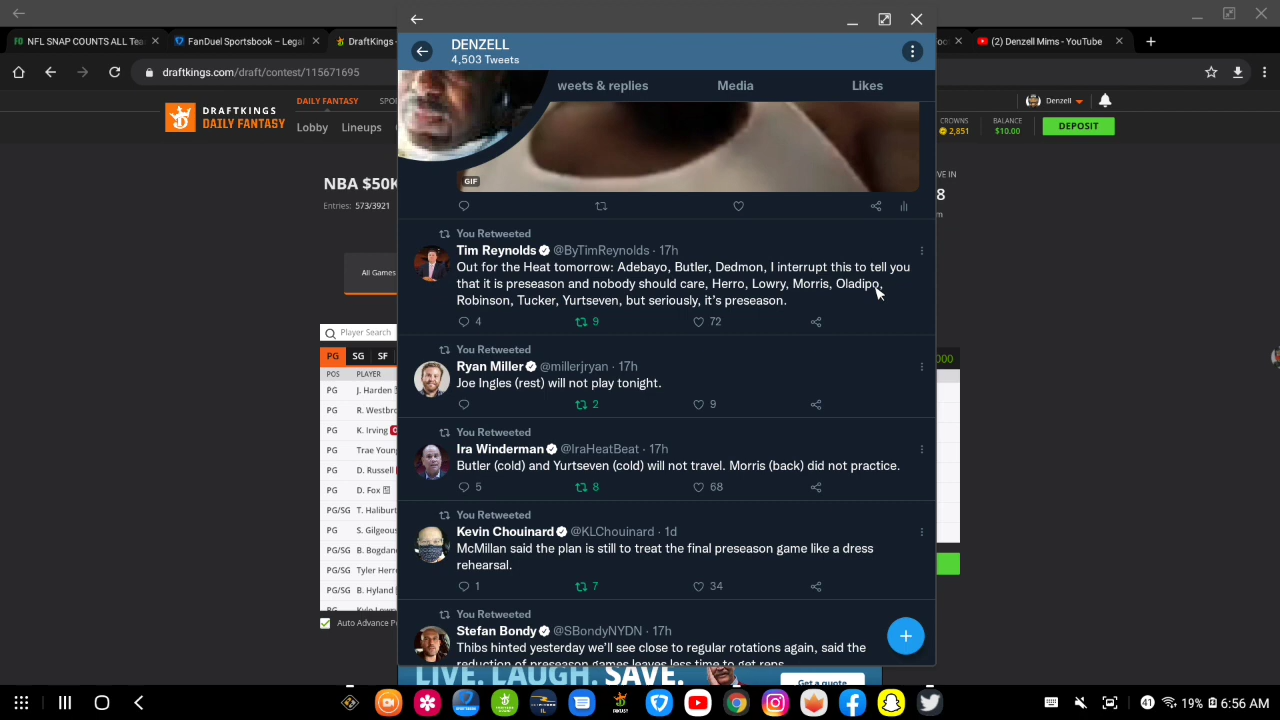 NFL SNAP COUNTS ALL Tea
FanDuel Sportsbook – Legal
DraftKing
(2) Denzell Mims - YouTube
draftkings.com/draft/contest/115671695
DRAFTKINGS
DAILY FANTASY
DAILY FANTASY
SPO
Lobby
Lineups
Denzell
CROWNS
2,851
BALANCE
$10.00
DEPOSIT
NBA $50K
Entries: 573/3921
VE IN
8
m
All Games
Player Search
PG SG SF
000
POS PLAYER
PG J. Harden
PG R. Westbro
PG K. Irving O
PG Trae Young
PG D. Russell
PG D. Fox
PG/SG T. Haliburt
PG S. Gilgeous
PG/SG B. Bogdan
PG/SG Tyler Herr
PG/SG B. Hyland
PG Kyle Lowry
Auto Advance Po
DENZELL
4,503 Tweets
weets & replies
Media
Likes
GIF
You Retweeted
Tim Reynolds @ByTimReynolds · 17h
Out for the Heat tomorrow: Adebayo, Butler, Dedmon, I interrupt this to tell you
that it is preseason and nobody should care, Herro, Lowry, Morris, Oladipo,
Robinson, Tucker, Yurtseven, but seriously, it's preseason.
4 9 72
You Retweeted
Ryan Miller @millerjryan · 17h
Joe Ingles (rest) will not play tonight.
2 9
You Retweeted
Ira Winderman @IraHeatBeat · 17h
Butler (cold) and Yurtseven (cold) will not travel. Morris (back) did not practice.
5 8 68
You Retweeted
Kevin Chouinard @KLChouinard · 1d
McMillan said the plan is still to treat the final preseason game like a dress
rehearsal.
1 7 34
You Retweeted
Stefan Bondy @SBondyNYDN · 17h
Thibs hinted yesterday we'll see close to regular rotations again, said the
reduction of preseason games leaves less time to get reps
LIVE. LAUGH. SAVE.
Get a quote
41
19
6:56 AM